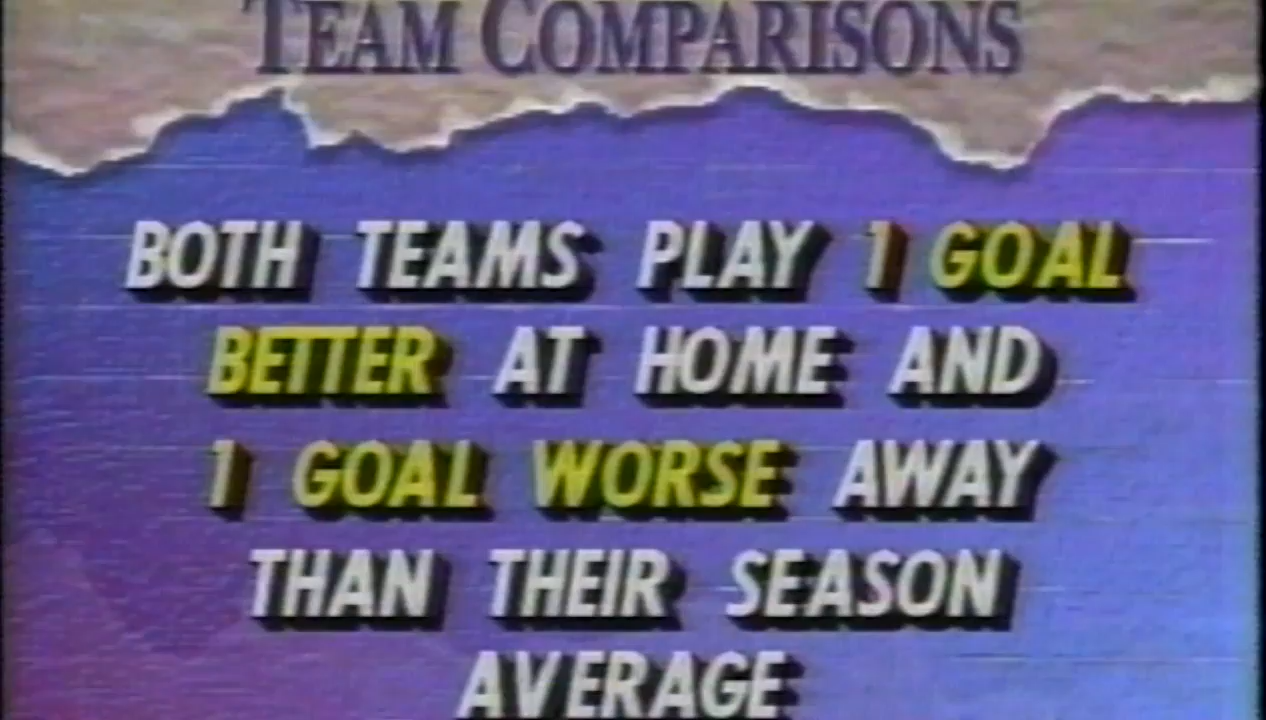 TEAM COMPARISONS
BOTH TEAMS PLAY 1 GOAL
BETTER AT HOME AND
1 GOAL WORSE AWAY
THAN THEIR SEASON
AVERAGE